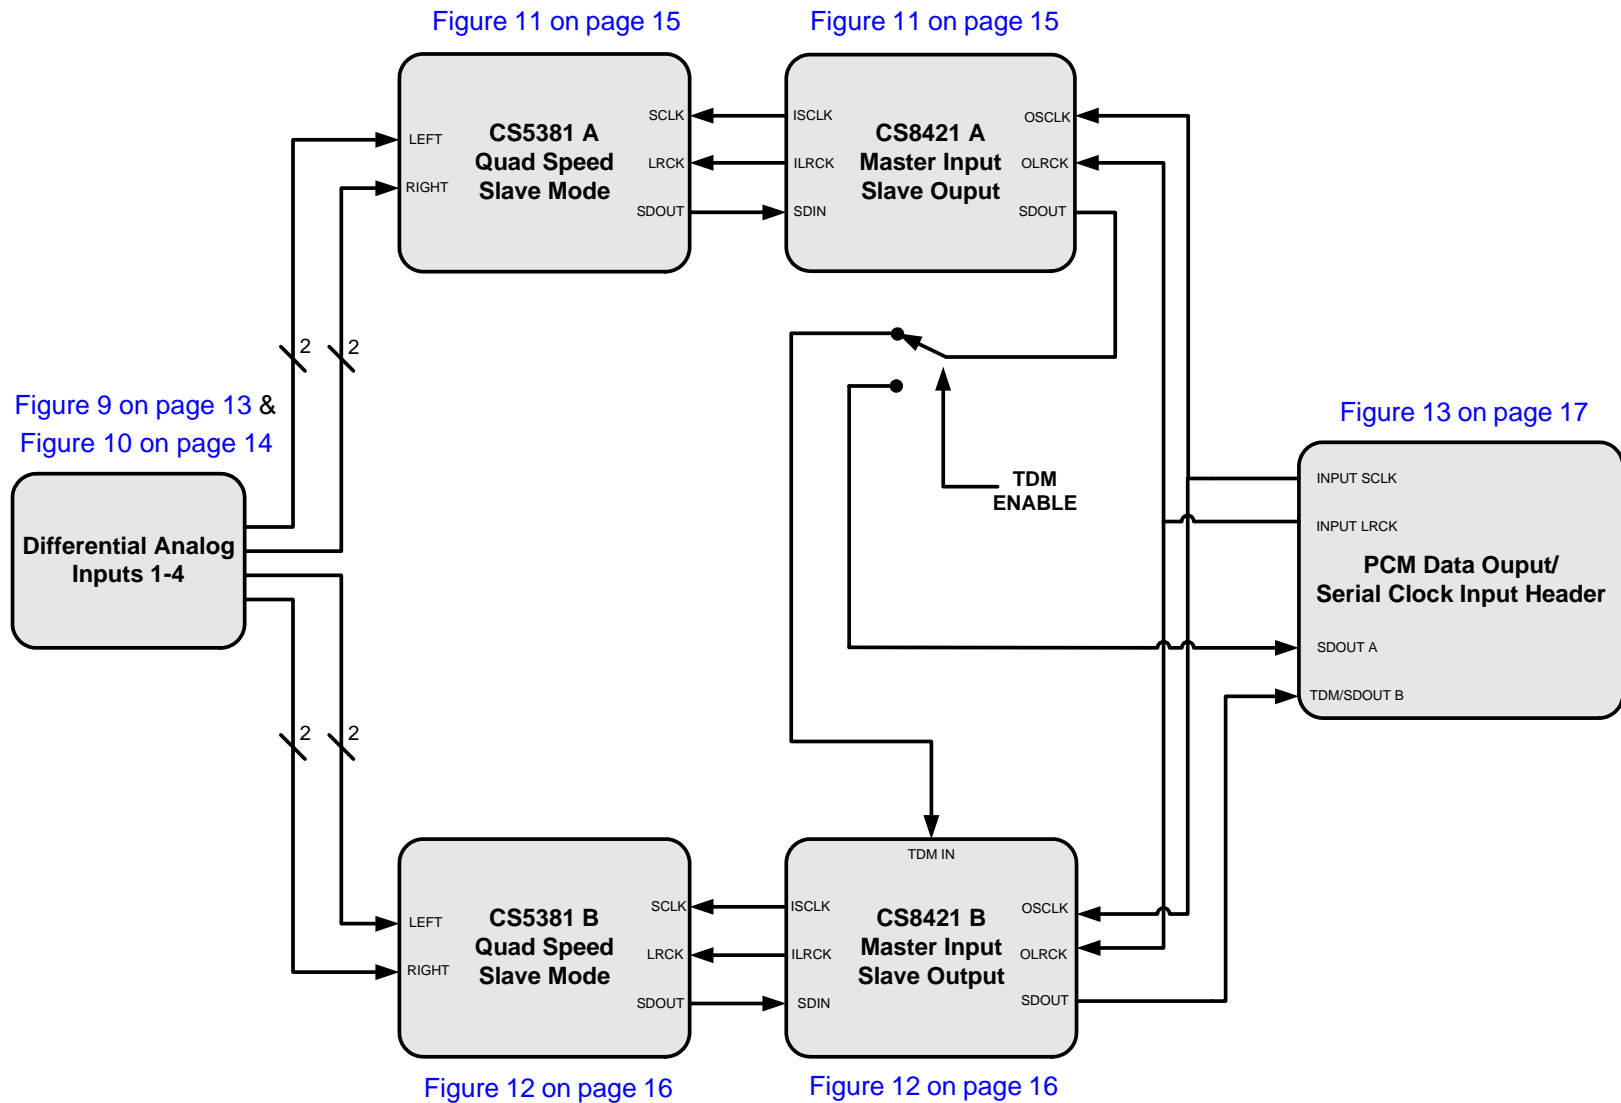 Figure 11 on page 15
Figure 11 on page 15
LEFT
RIGHT
CS5381 A
Quad Speed
Slave Mode
SCLK
LRCK
SDOUT
ISCLK
ILRCK
SDIN
CS8421 A
Master Input
Slave Ouput
OSCLK
OLRCK
SDOUT
2
2
Figure 9 on page 13 &
Figure 10 on page 14
Differential Analog
Inputs 1-4
TDM
ENABLE
Figure 13 on page 17
INPUT SCLK
INPUT LRCK
PCM Data Ouput/
Serial Clock Input Header
SDOUT A
TDM/SDOUT B
2
2
LEFT
RIGHT
CS5381 B
Quad Speed
Slave Mode
SCLK
LRCK
SDOUT
TDM IN
ISCLK
ILRCK
SDIN
CS8421 B
Master Input
Slave Output
OSCLK
OLRCK
SDOUT
Figure 12 on page 16
Figure 12 on page 16